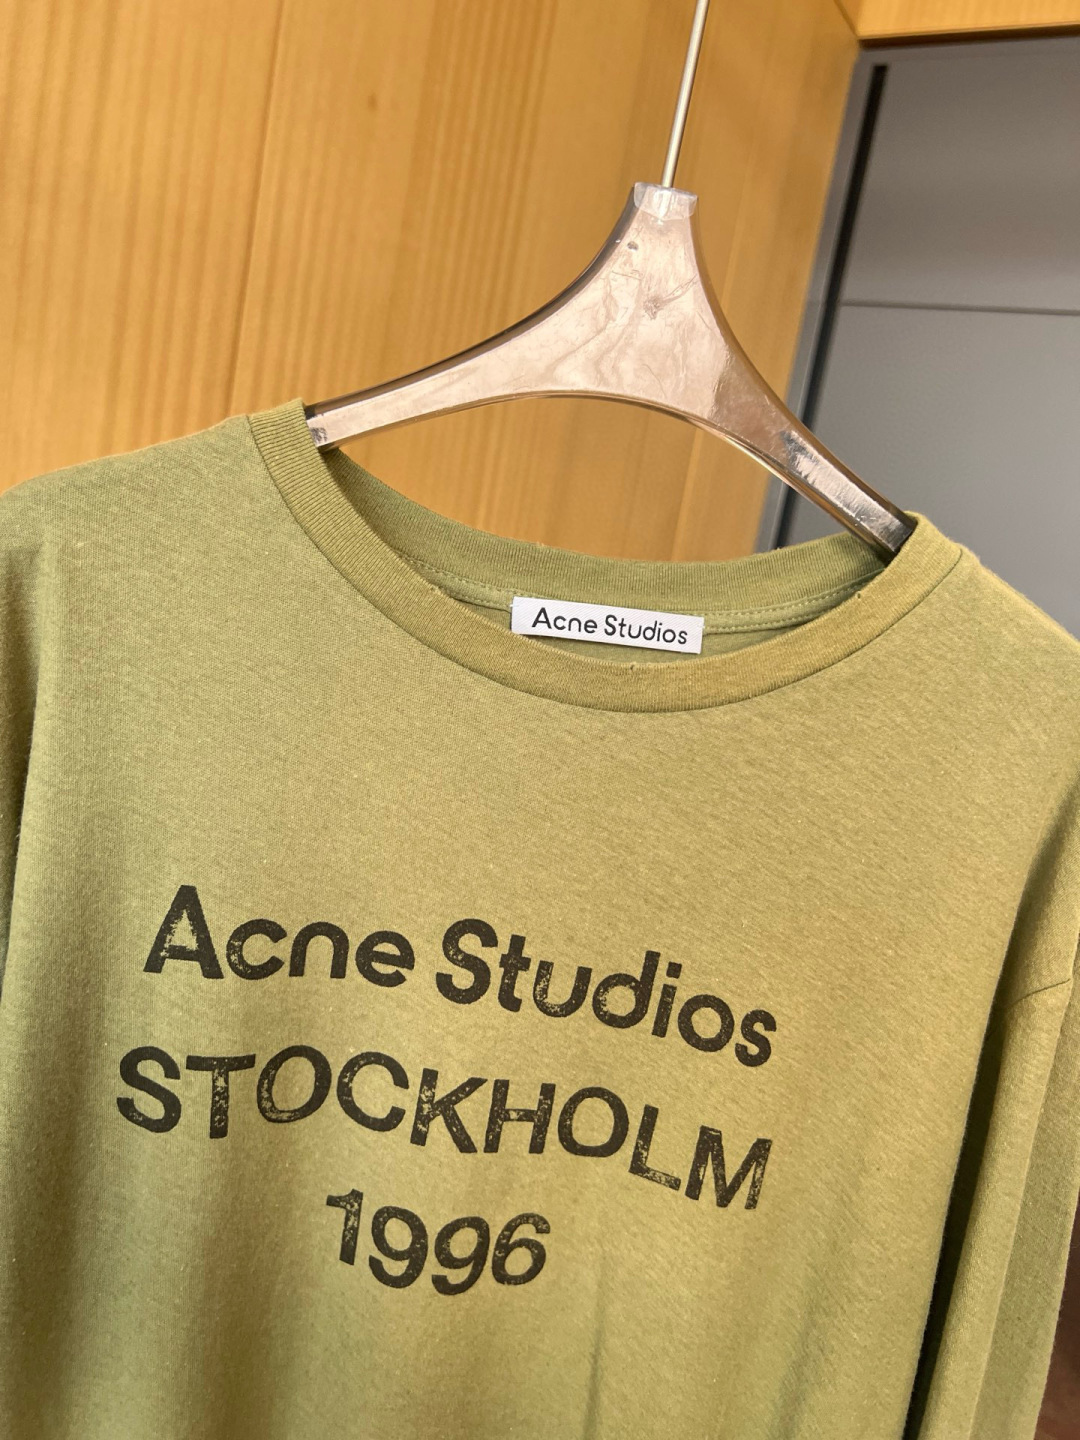 Acne Studios
Acne Studios
STOCKHOLM
1996